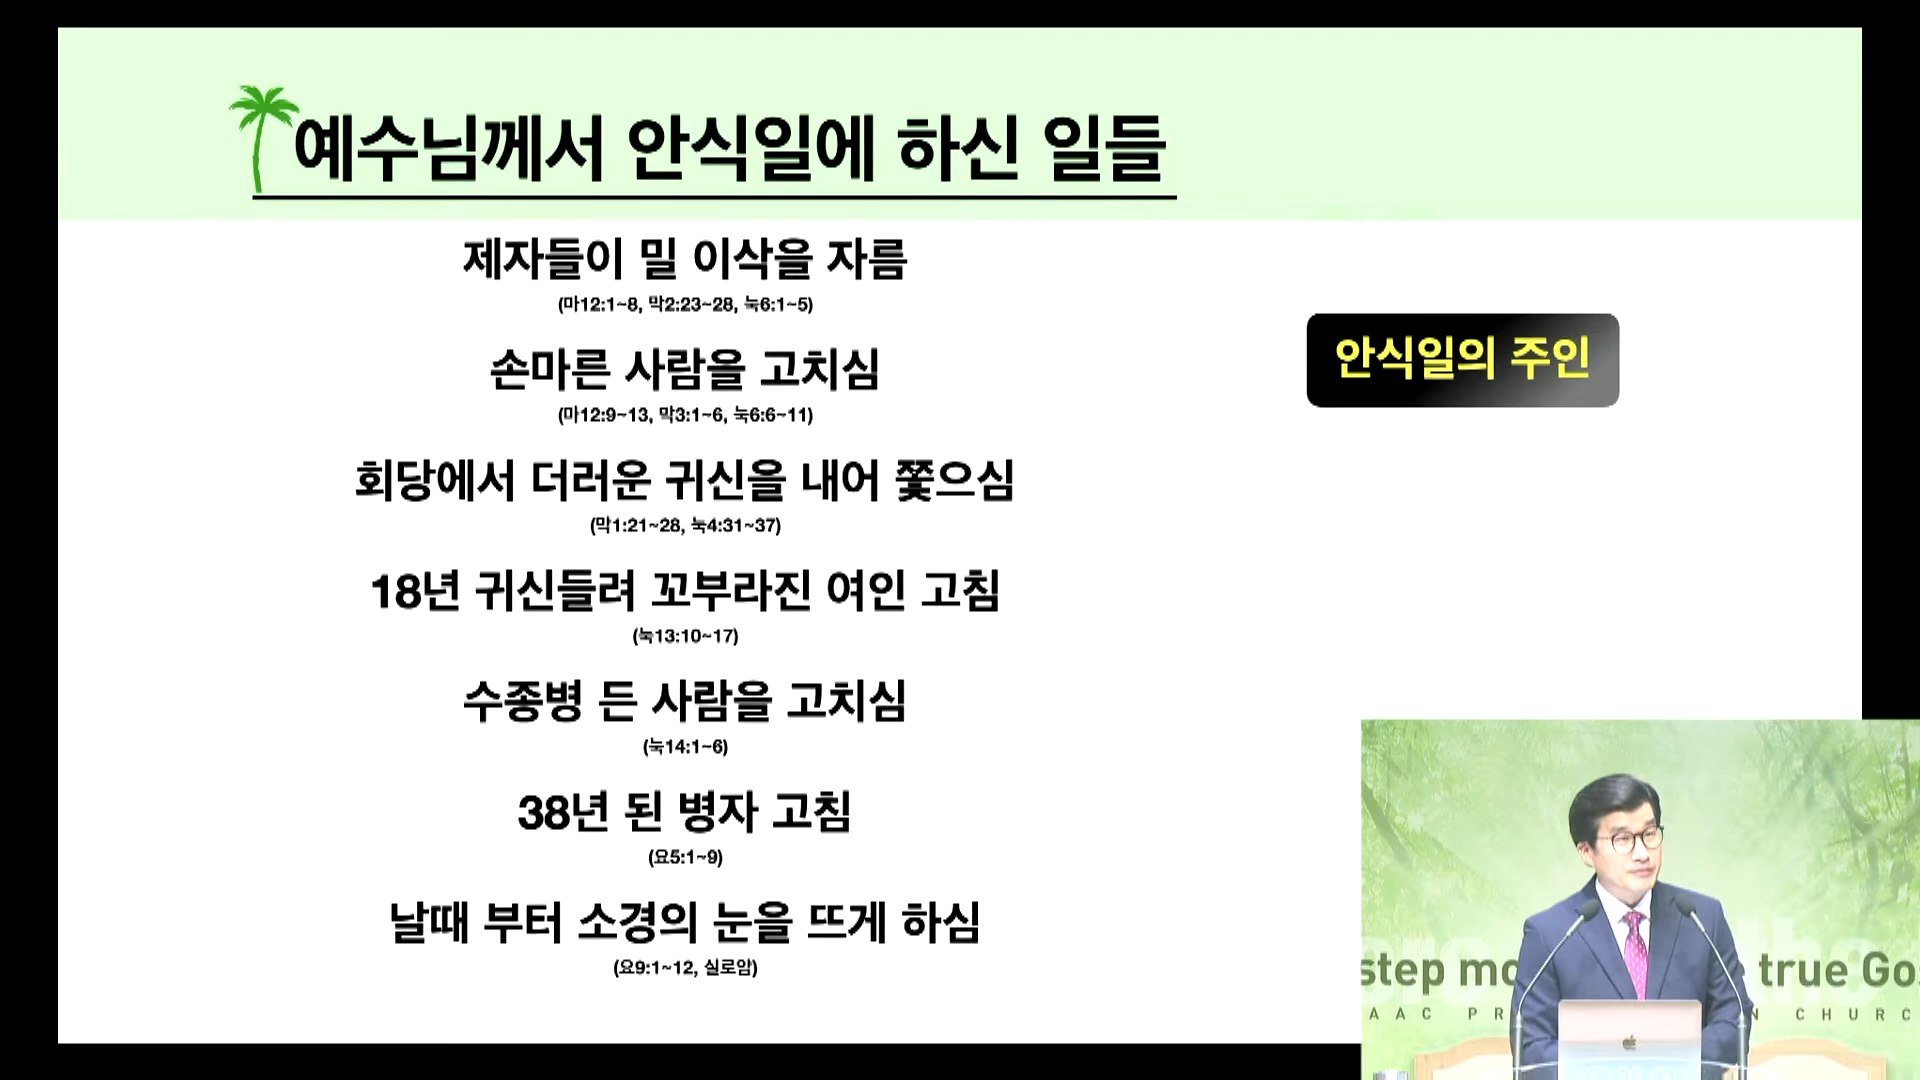 예수님께서 안식일에 하신 일들
제자들이 밀 이삭을 자름
(마12:1~8, 막2:23~28, 눅6:1~5)
안식일의 주인
손마른 사람을 고치심
(마12:9~13, 막3:1~6, 눅6:6~11)
회당에서 더러운 귀신을 내어 쫓으심
(막1:21~28, 눅4:31~37)
18년 귀신들려 꼬부라진 여인 고침
(눅13:10~17)
수종병 든 사람을 고치심
(눅14:1~6)
38년 된 병자 고침
(요5:1~9)
날때 부터 소경의 눈을 뜨게 하심
(요9:1~12, 실로암)
step true
CHURC